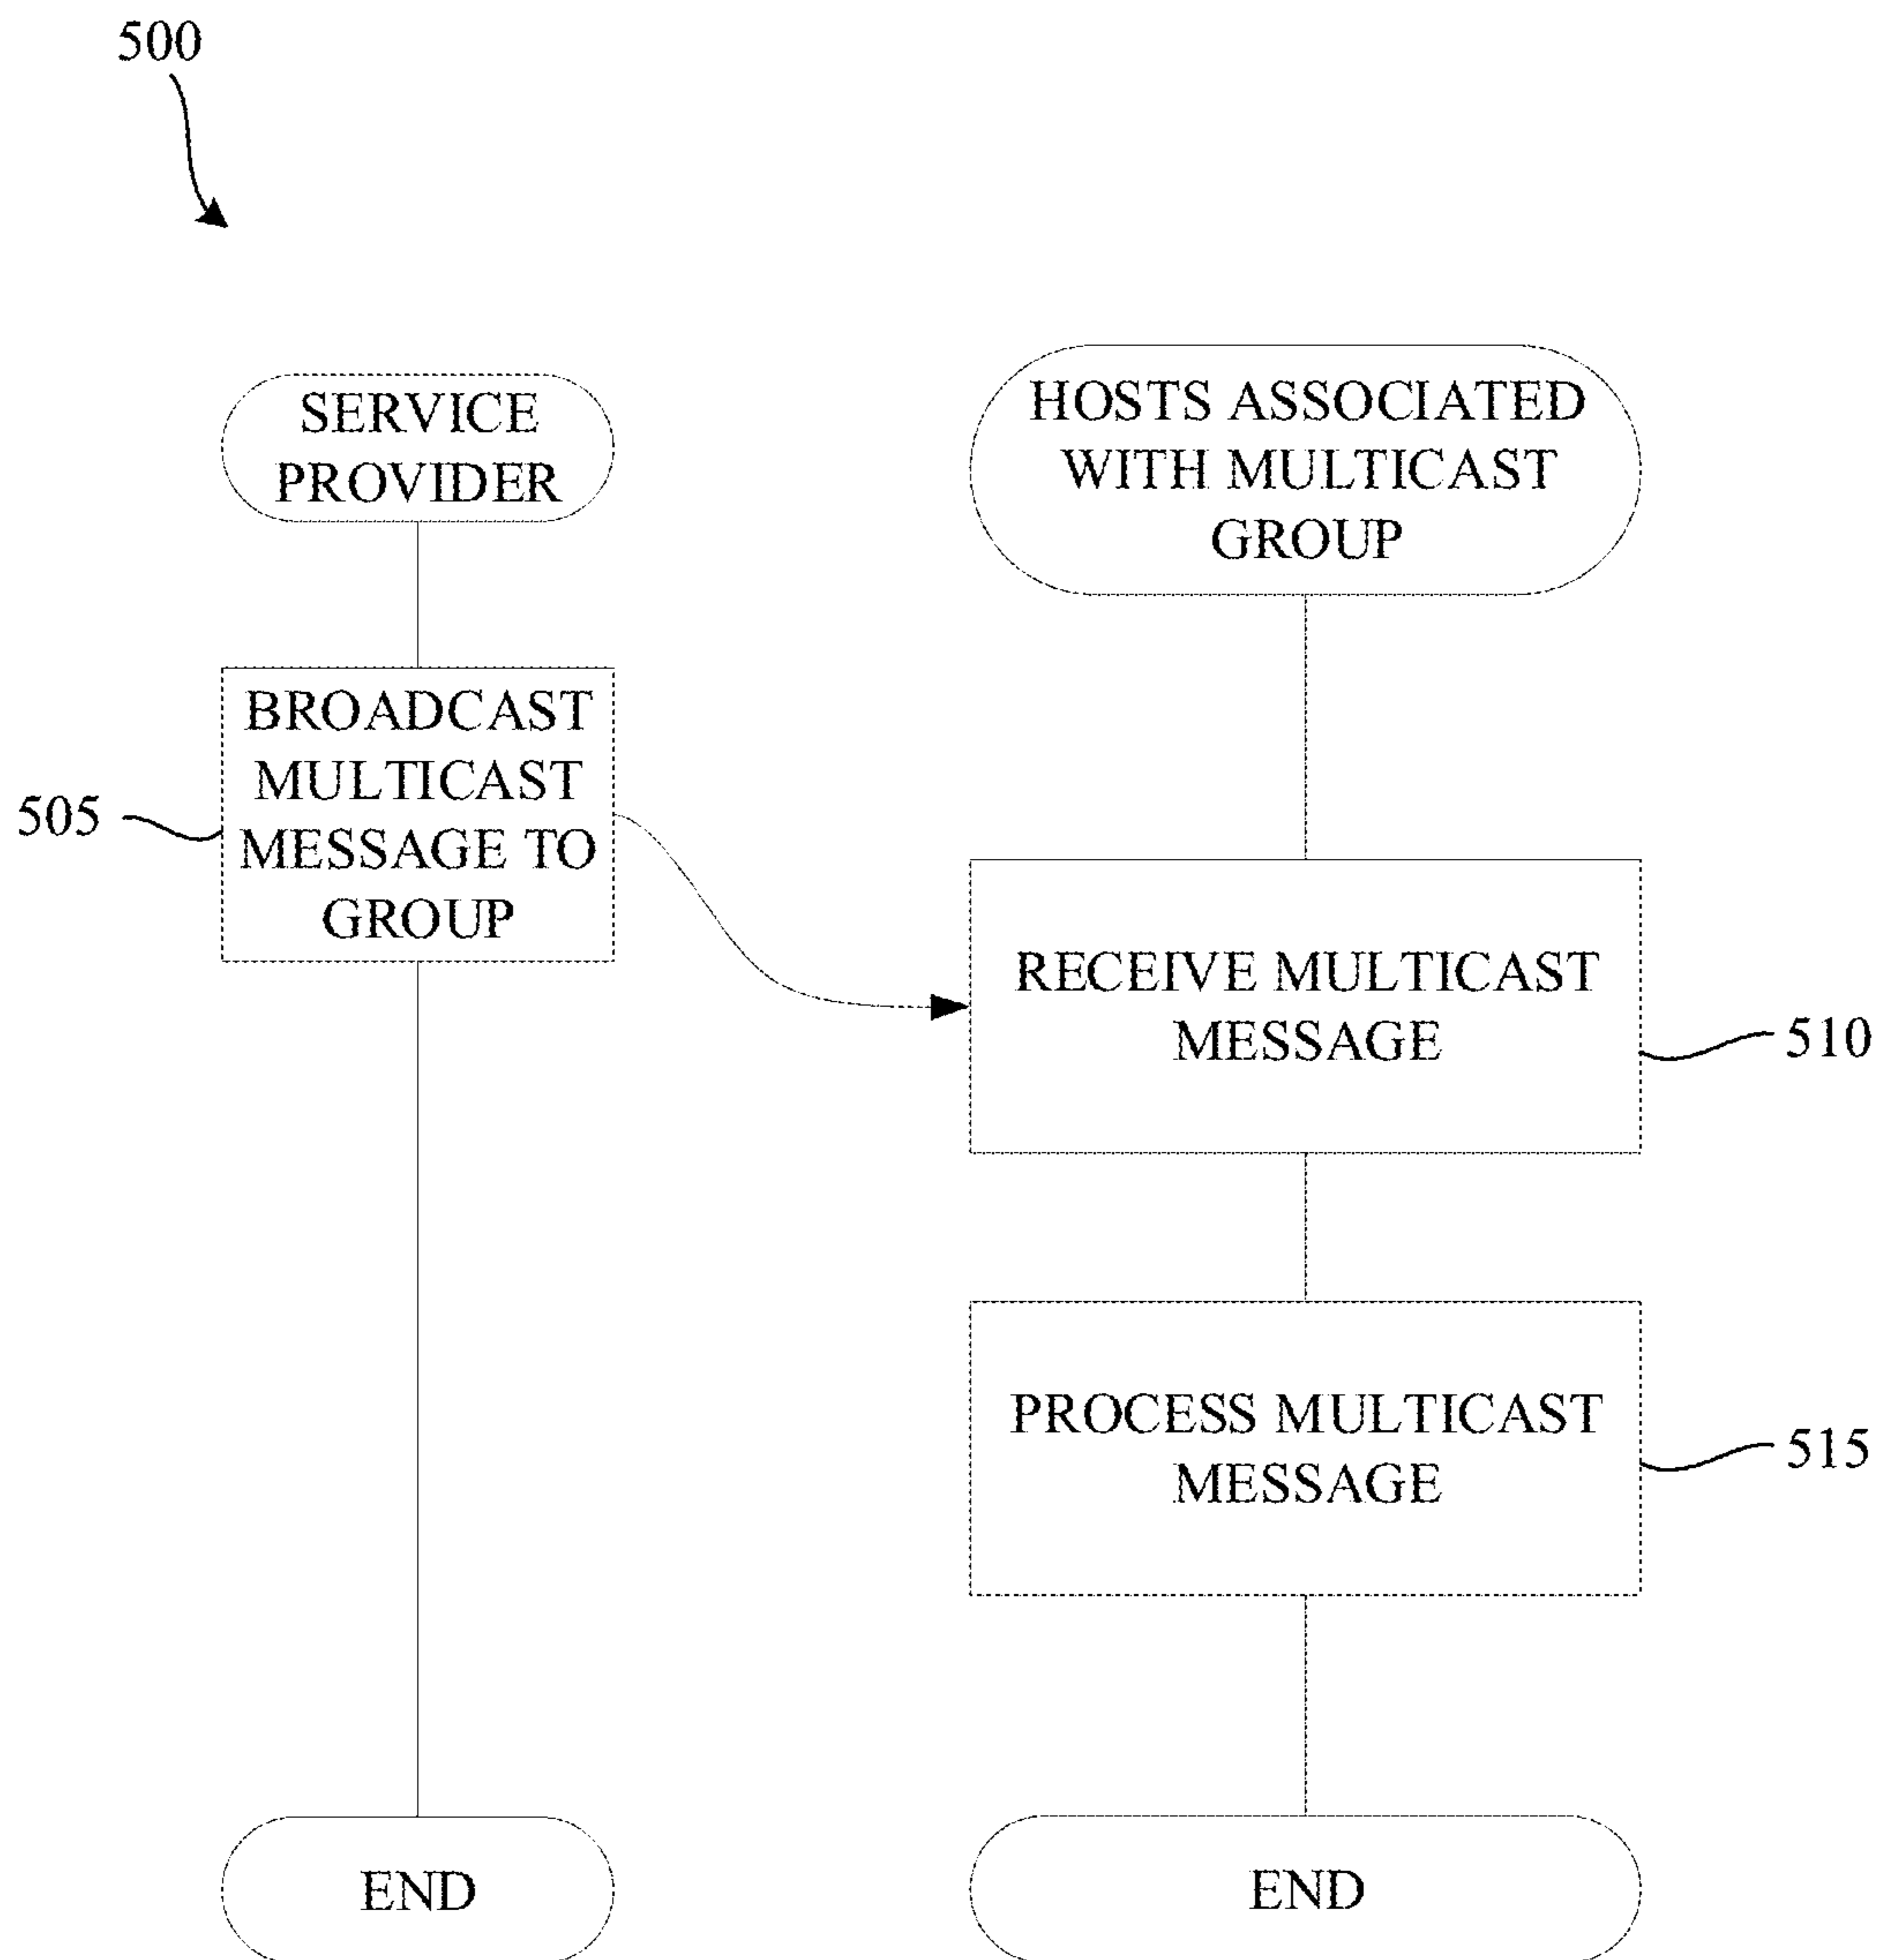 500
SERVICE
PROVIDER
HOSTS ASSOCIATED
WITH MULTICAST
GROUP
BROADCAST
MULTICAST
MESSAGE TO
GROUP
505
RECEIVE MULTICAST
MESSAGE
510
PROCESS MULTICAST
MESSAGE
515
END
END